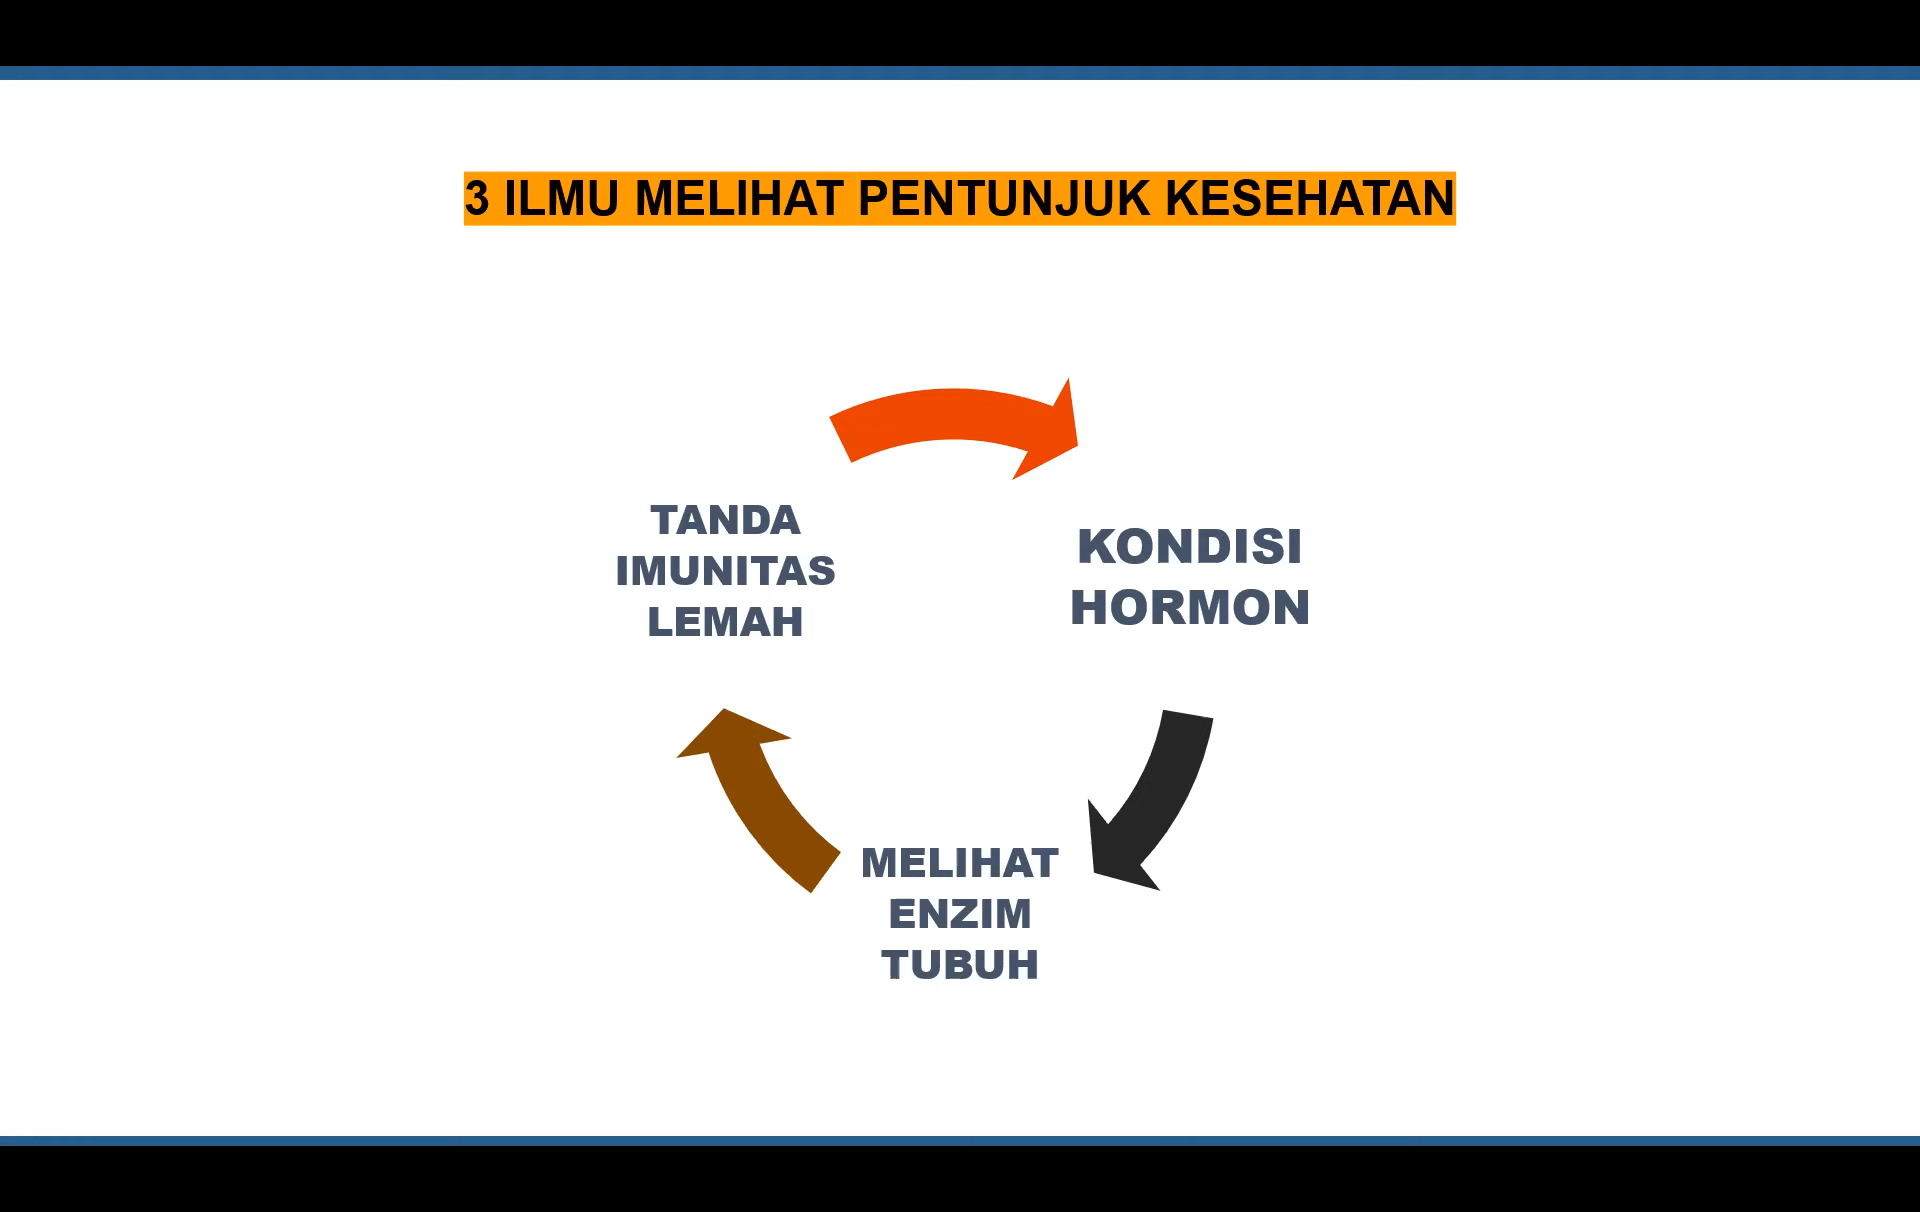 3 ILMU MELIHAT PENTUNJUK KESEHATAN
TANDA
IMUNITAS
LEMAH
KONDISI
HORMON
MELIHAT
ENZIM
TUBUH